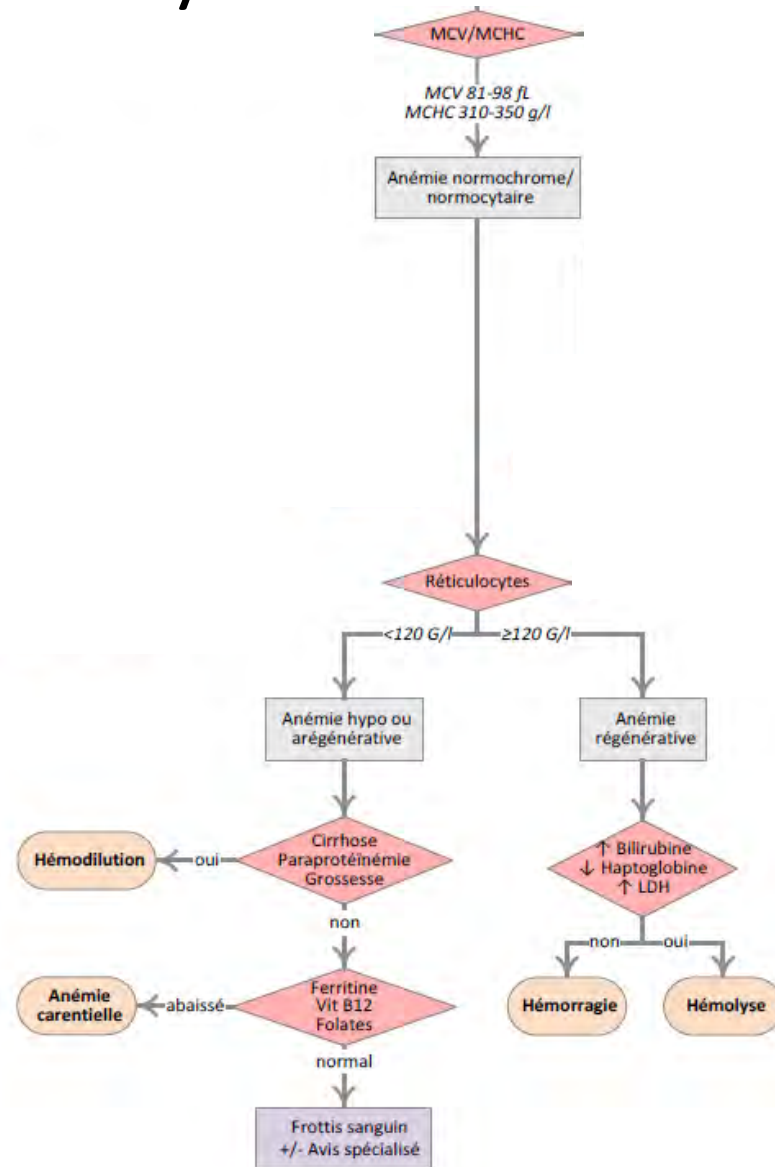 MCV/MCHC
MCV 81-98 fL
MCHC 310-350 g/l
Anémie normochrome/
normocytaire
Réticulocytes
<120 G/l
≥120 G/l
Anémie hypo ou
arégénérative
Anémie
régénérative
Cirrhose
Paraprotéïnémie
Grossesse
oui
Hémodilution
↑ Bilirubine
↓ Haptoglobine
↑ LDH
non
non
oui
Ferritine
Vit B12
Folates
abaissé
Anémie
carentielle
Hémorragie
Hémolyse
normal
Frottis sanguin
+/- Avis spécialisé